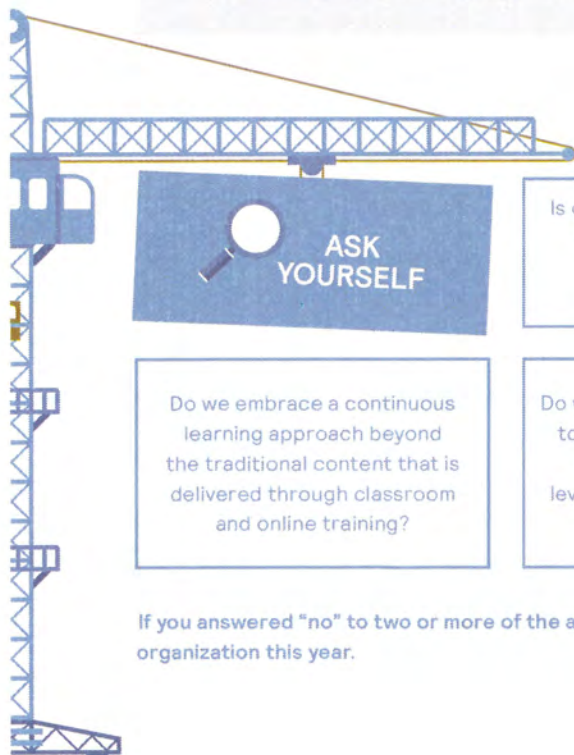 ASK
YOURSELF
Is
Do we embrace a continuous
learning approach beyond
the traditional content that is
delivered through classroom
and online training?
Do
to
lev
If you answered "no" to two or more of the a
organization this year.